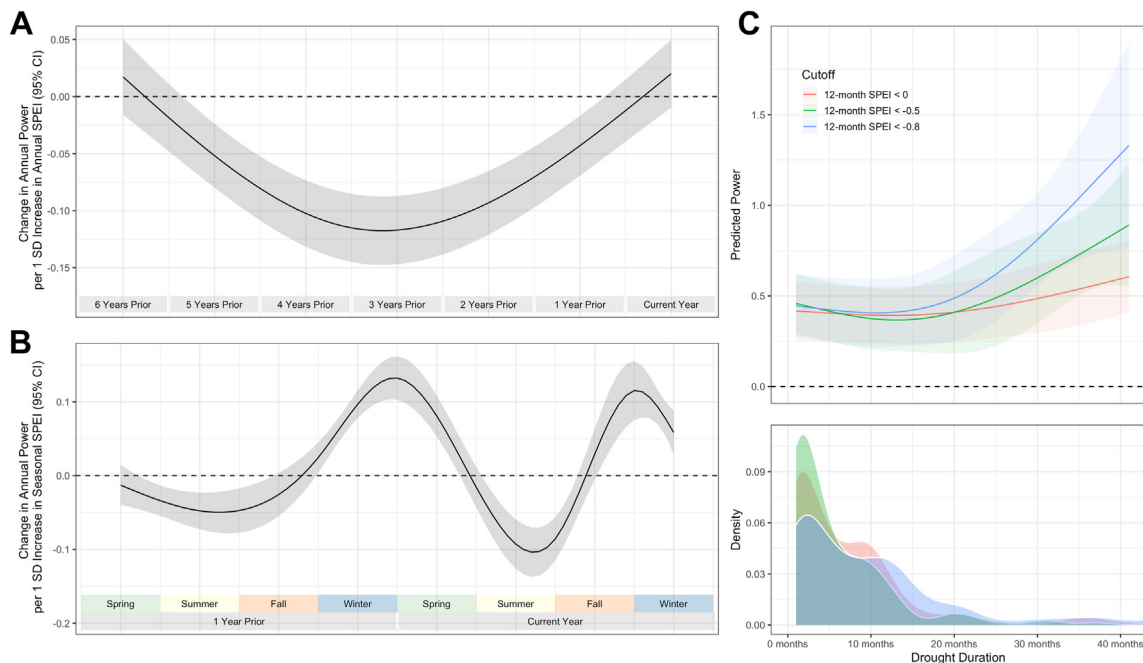 A
Change in Annual Power
per 1 SD Increase in Annual SPEI (95% CI)
0.05
0.00
-0.05
-0.10
-0.15
6 Years Prior 5 Years Prior 4 Years Prior 3 Years Prior 2 Years Prior 1 Year Prior Current Year
B
Change in Annual Power
per 1 SD Increase in Seasonal SPEI (95% CI)
0.1
0.0
-0.1
-0.2
Spring Summer Fall Winter Spring Summer Fall Winter
1 Year Prior Current Year
C
Predicted Power
1.5
1.0
0.5
0.0
Cutoff
12-month SPEI < 0
12-month SPEI < -0.5
12-month SPEI < -0.8
Density
0.09
0.06
0.03
0.00
0 months 10 months 20 months 30 months 40 months
Drought Duration